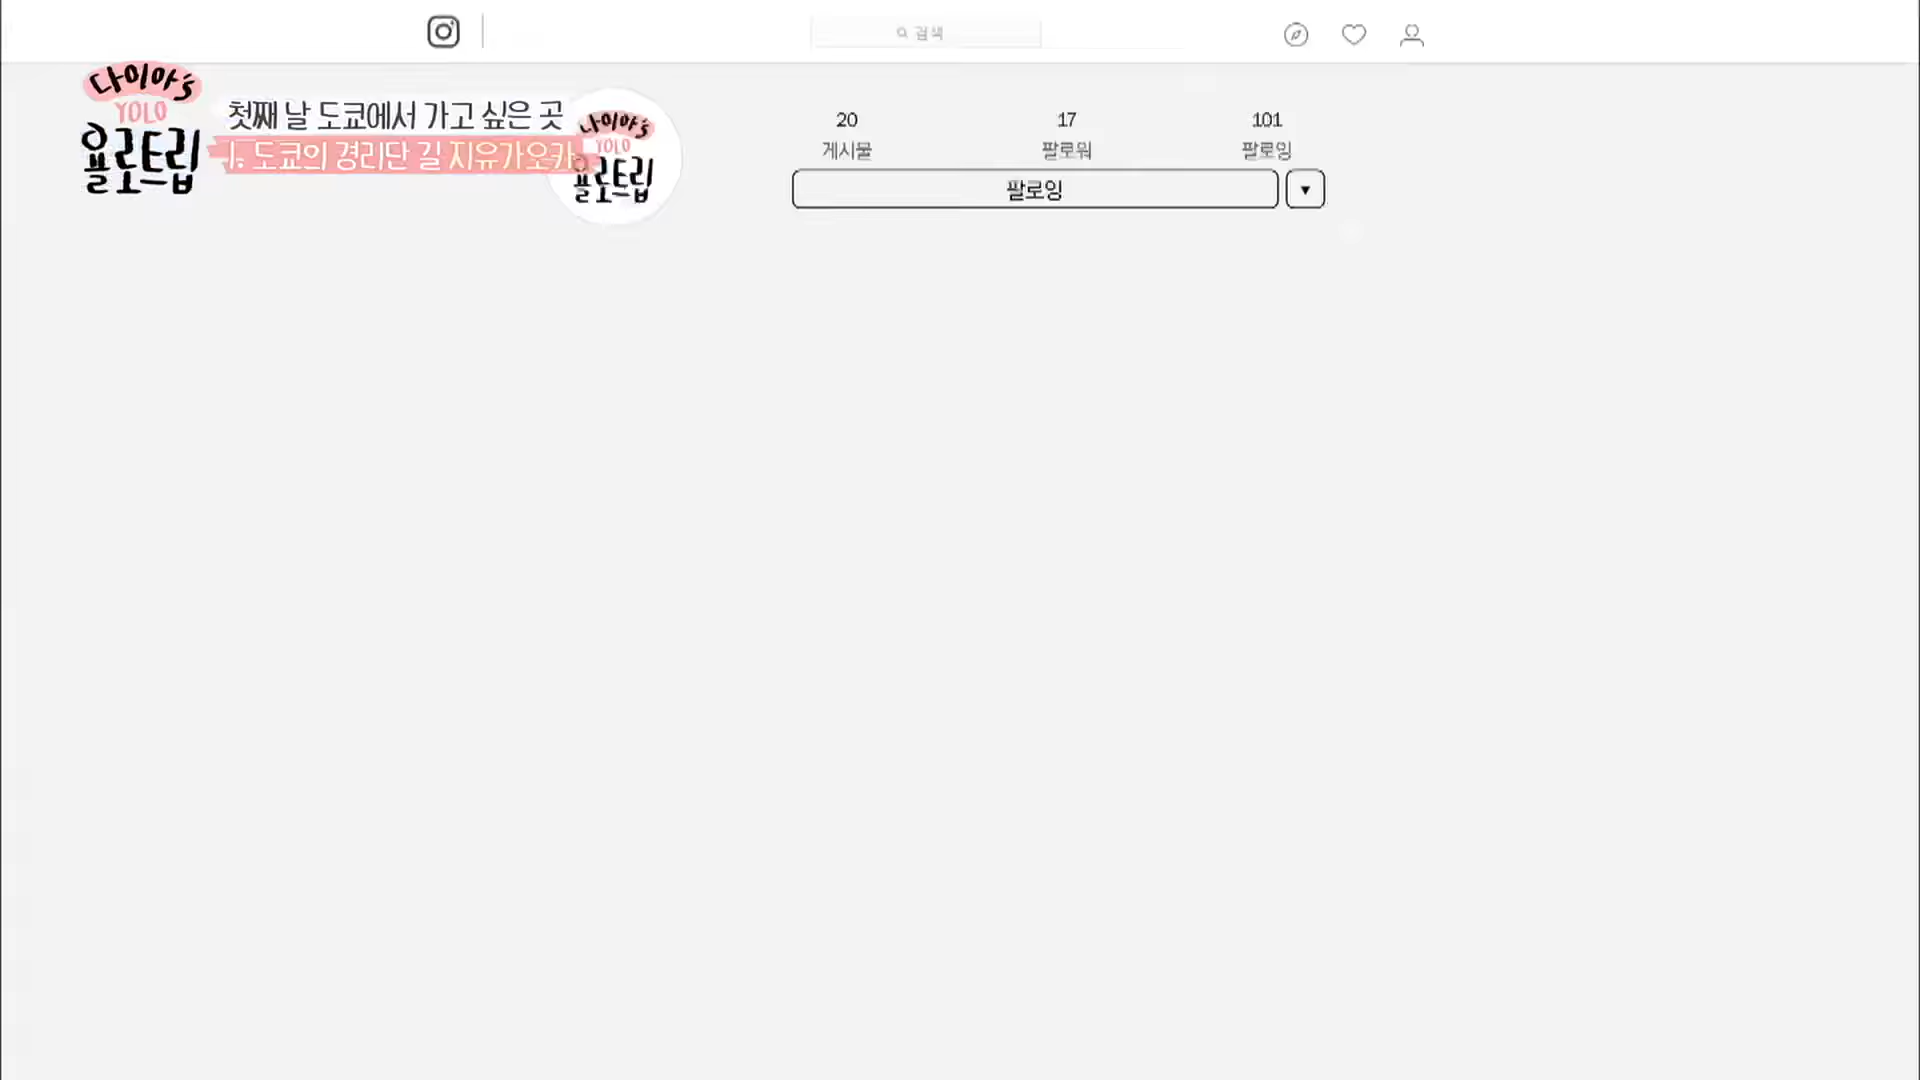 검색
다이아's
YOLO
욜로트립
첫째 날 도쿄에서 가고 싶은 곳
1. 도쿄의 경리단 길 지유가오카
다이아's
YOLO
욜로트립
20
게시물
17
팔로워
101
팔로잉
팔로잉